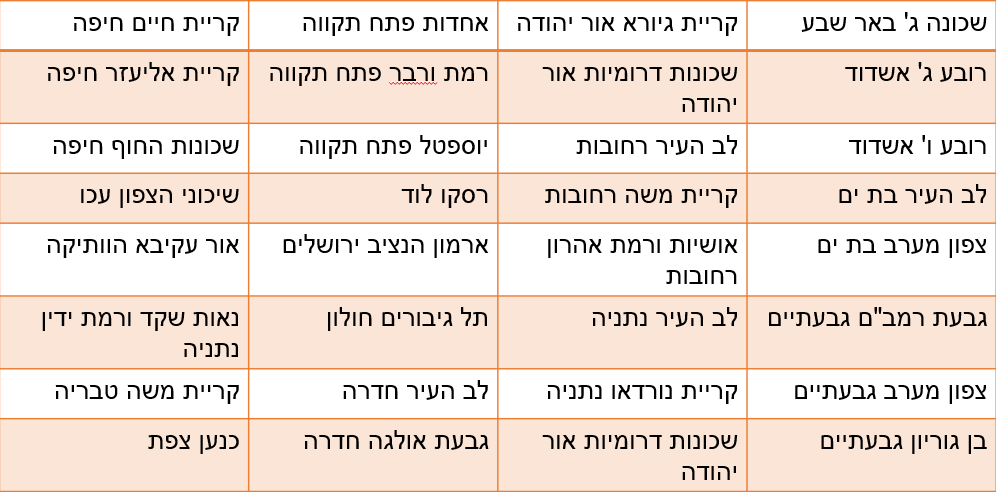 שכונה ג' באר שבע
קריית גיורא אור יהודה
אחדות פתח תקווה
קריית חיים חיפה
רובע ג' אשדוד
שכונות דרומיות אור
יהודה
רמת ורבר פתח תקווה
קריית אליעזר חיפה
רובע ו' אשדוד
לב העיר רחובות
יוספטל פתח תקווה
שכונות החוף חיפה
לב העיר בת ים
קריית משה רחובות
רסקו לוד
שיכוני הצפון עכו
צפון מערב בת ים
אושיות ורמת אהרון
רחובות
ארמון הנציב ירושלים
אור עקיבא הוותיקה
גבעת רמב"ם גבעתיים
לב העיר נתניה
תל גיבורים חולון
נאות שקד ורמת ידין
נתניה
צפון מערב גבעתיים
קריית נורדאו נתניה
לב העיר חדרה
קריית משה טבריה
בן גוריון גבעתיים
שכונות דרומיות אור
יהודה
גבעת אולגה חדרה
כנען צפת